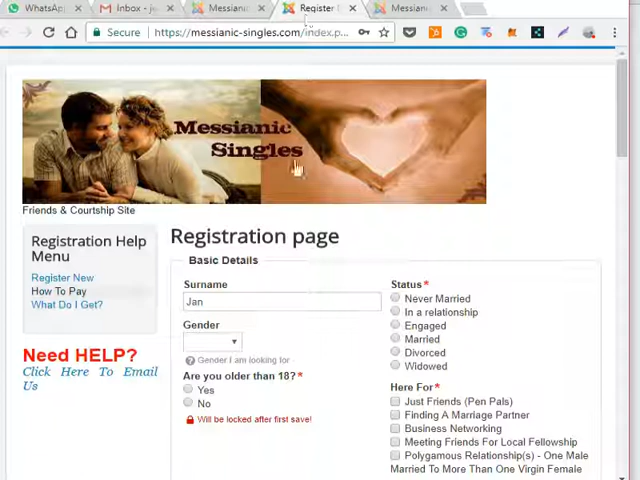 WhatsApp
Inbox - je
Messianic
Register
Messianic
Secure
https://messianic-singles.com/index.p...
Messianic
Singles
Friends & Courtship Site
Registration Help
Menu
Register New
How To Pay
What Do I Get?
Need HELP?
Click Here To Email
Us
Registration page
Basic Details
Surname
Jan
Gender
Gender I am looking for
Are you older than 18?*
Yes
No
Will be locked after first save!
Status*
Never Married
In a relationship
Engaged
Married
Divorced
Widowed
Here For*
Just Friends (Pen Pals)
Finding A Marriage Partner
Business Networking
Meeting Friends For Local Fellowship
Polygamous Relationship(s) - One Male
Married To More Than One Virgin Female